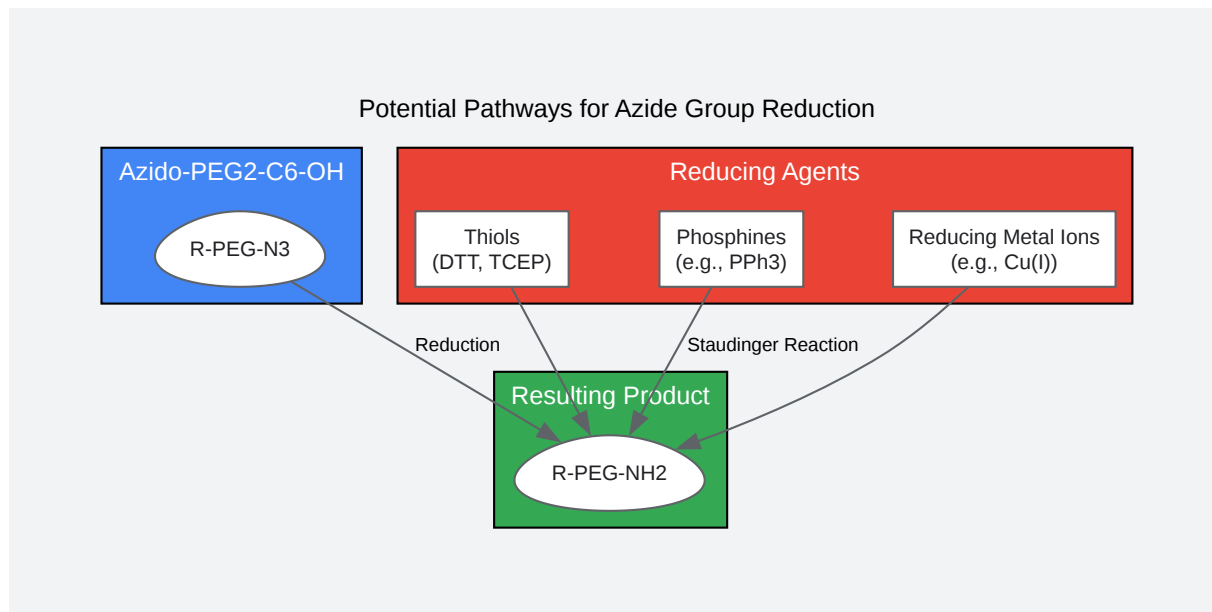 Potential Pathways for Azide Group Reduction
Azido-PEG2-C6-OH
Reducing Agents
R-PEG-N3
Thiols
(DTT, TCEP)
Phosphines
(e.g., PPh3)
Reducing Metal Ions
(e.g., Cu(I))
Reduction
Staudinger Reaction
Resulting Product
R-PEG-NH2